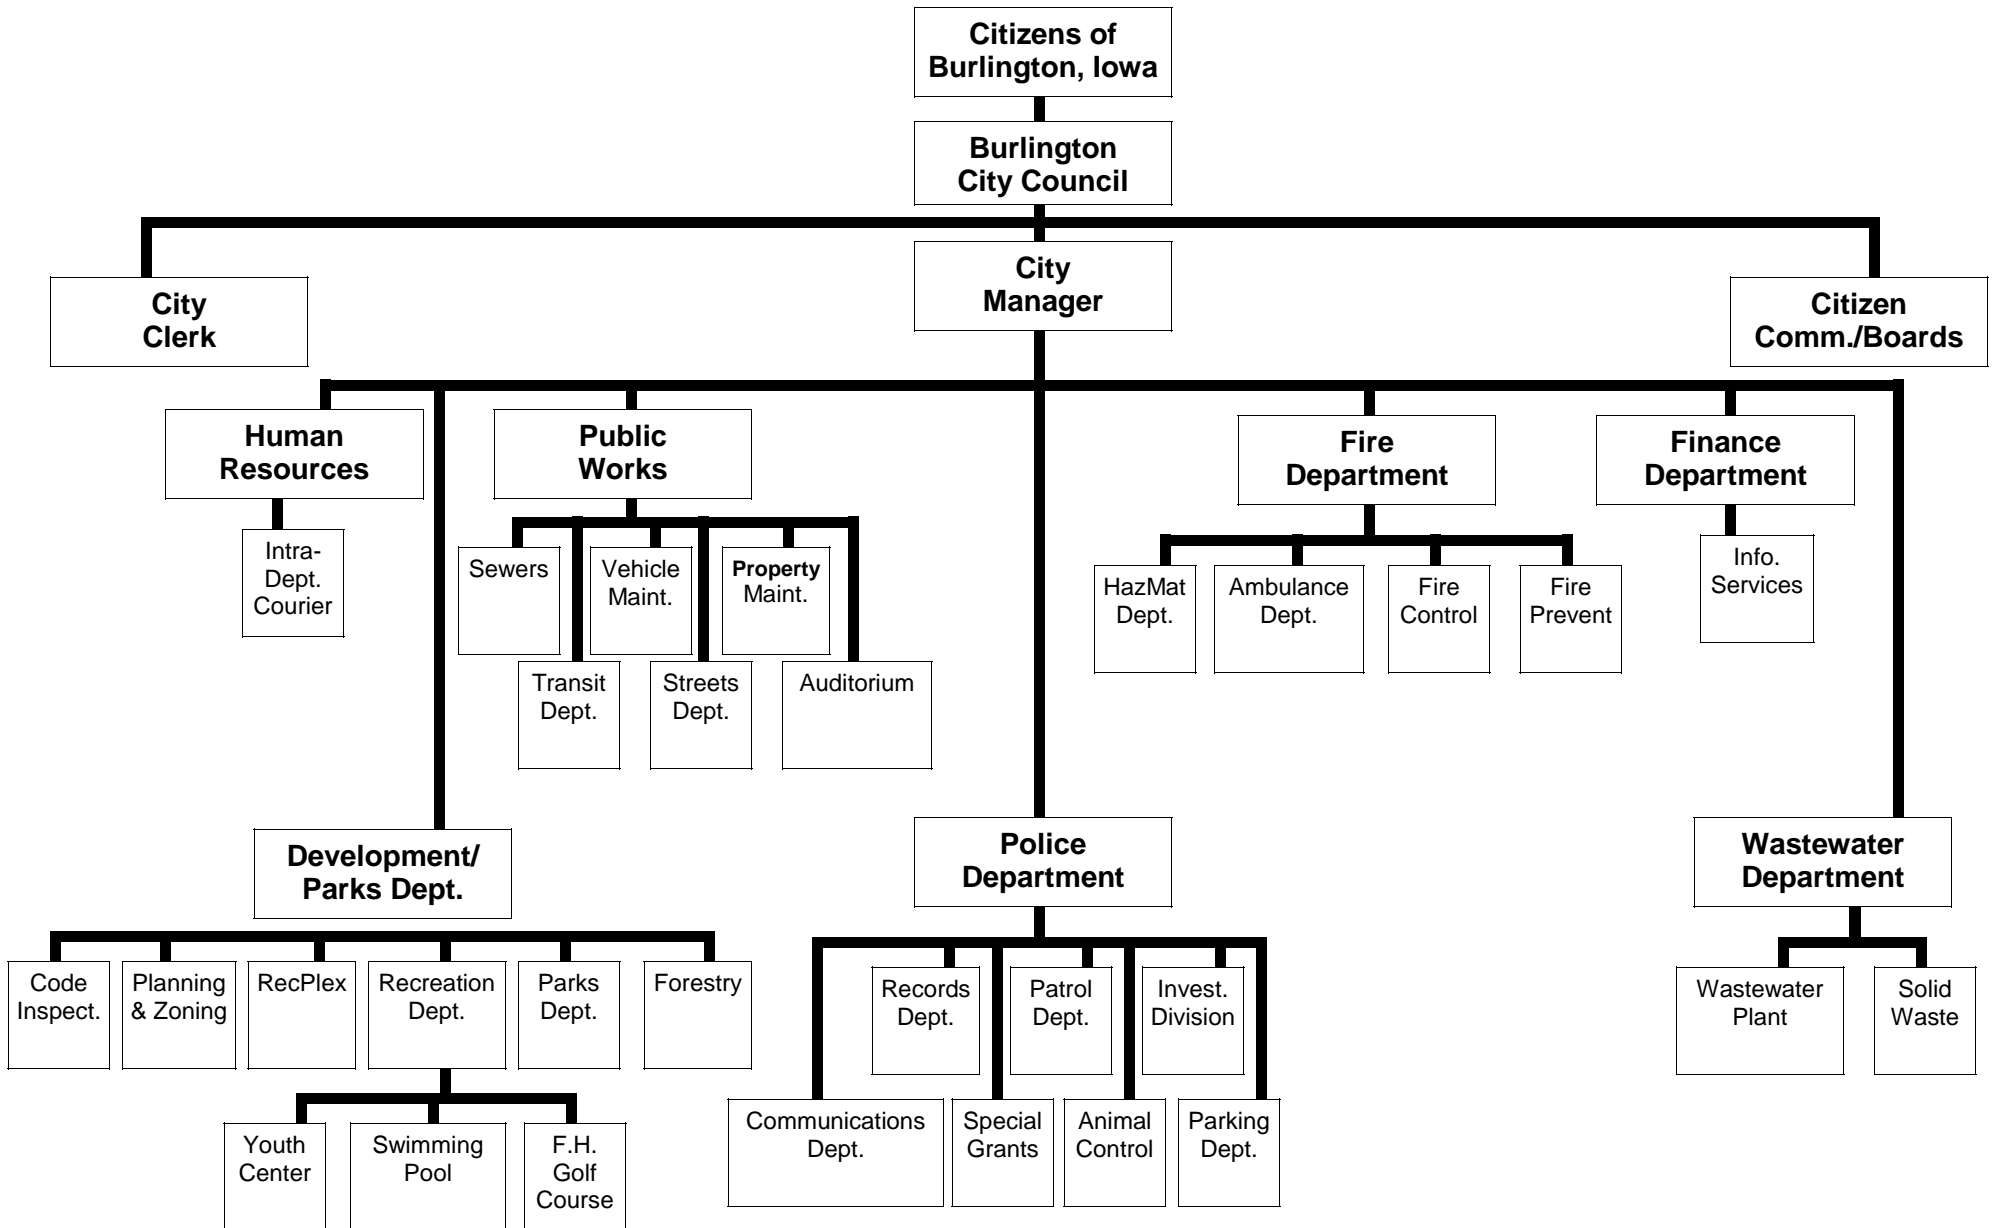 Citizens of
Burlington, Iowa
Burlington
City Council
City
Manager
City
Clerk
Citizen
Comm./Boards
Human
Resources
Public
Works
Fire
Department
Finance
Department
Intra-
Dept.
Courier
Sewers
Vehicle
Maint.
Property
Maint.
HazMat
Dept.
Ambulance
Dept.
Fire
Control
Fire
Prevent
Info.
Services
Transit
Dept.
Streets
Dept.
Auditorium
Development/
Parks Dept.
Police
Department
Wastewater
Department
Code
Inspect.
Planning
& Zoning
RecPlex
Recreation
Dept.
Parks
Dept.
Forestry
Records
Dept.
Patrol
Dept.
Invest.
Division
Wastewater
Plant
Solid
Waste
Youth
Center
Swimming
Pool
F.H.
Golf
Course
Communications
Dept.
Special
Grants
Animal
Control
Parking
Dept.